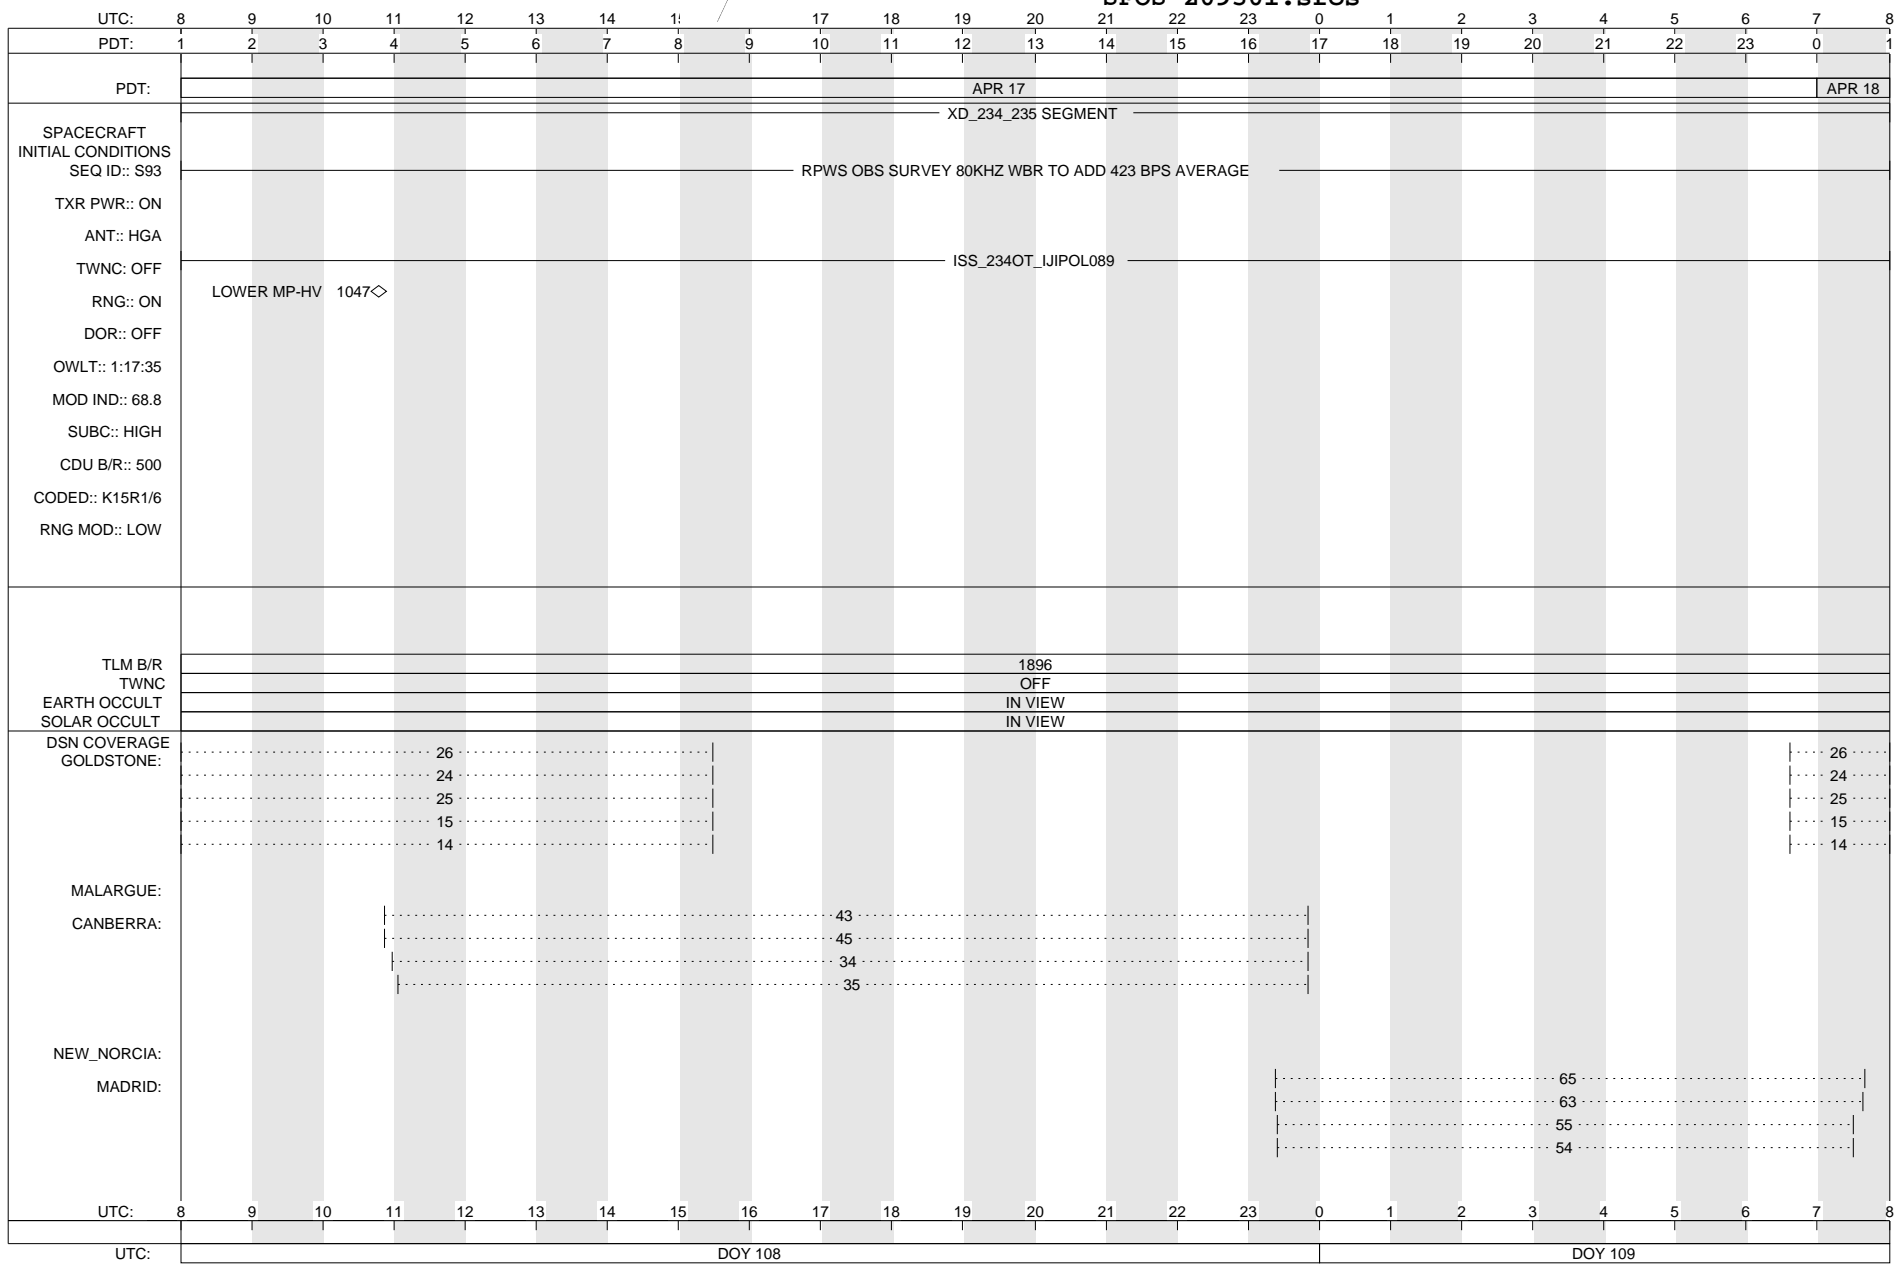 SFOS
UTC: 8 9 10 11 12 13 14 17 18 19 20 21 22 23 0 1 2 3 4 5 6 7 8
PDT: 1 2 3 4 5 6 7 8 9 10 11 12 13 14 15 16 17 18 19 20 21 22 23 0 1
PDT: APR 17 APR 18
XD_234_235 SEGMENT
SPACECRAFT
INITIAL CONDITIONS
SEQ ID:: S93 RPWS OBS SURVEY 80KHZ WBR TO ADD 423 BPS AVERAGE
TXR PWR:: ON
ANT:: HGA
TWNC: OFF ISS_234OT_IJIPOL089
LOWER MP-HV 1047
RNG:: ON
DOR:: OFF
OWLT:: 1:17:35
MOD IND:: 68.8
SUBC:: HIGH
CDU B/R:: 500
CODED:: K15R1/6
RNG MOD:: LOW
TLM B/R 1896
TWNC OFF
EARTH OCCULT IN VIEW
SOLAR OCCULT IN VIEW
DSN COVERAGE
GOLDSTONE: 26 26
24 24
25 25
15 15
14 14
MALARGUE:
CANBERRA: 43
45
34
35
NEW_NORCIA:
MADRID: 65
63
55
54
UTC: 8 9 10 11 12 13 14 15 16 17 18 19 20 21 22 23 0 1 2 3 4 5 6 7 8
UTC: DOY 108 DOY 109